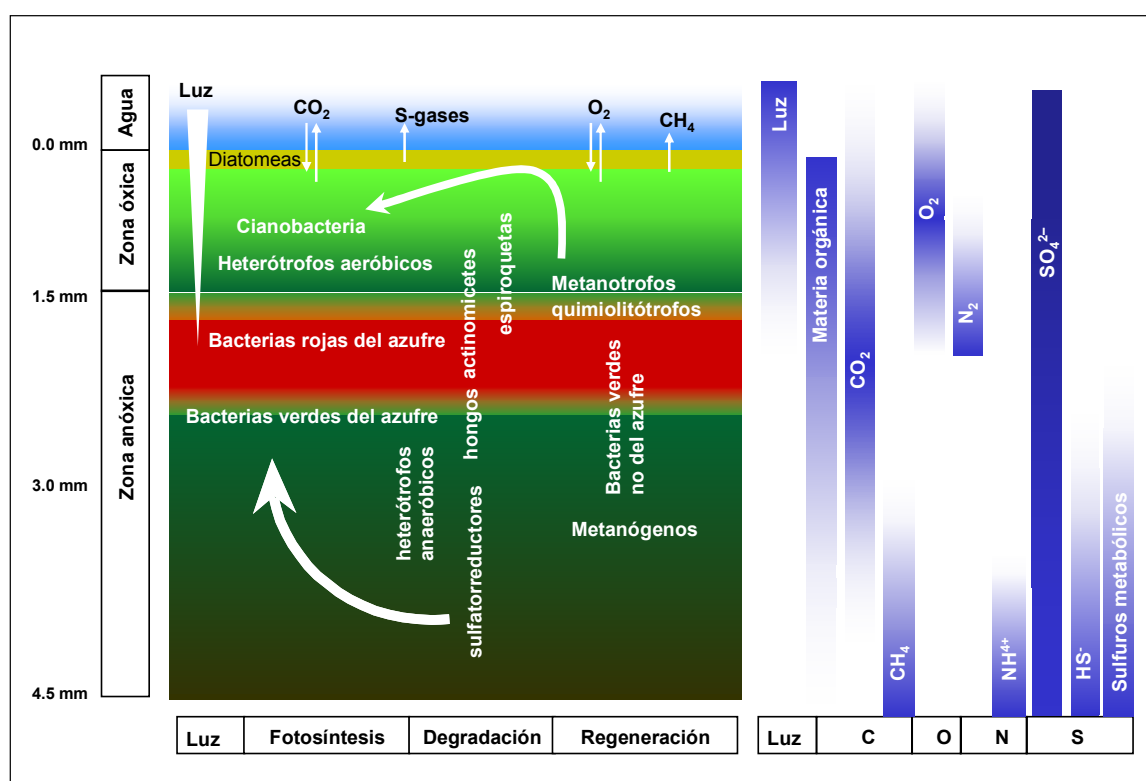 Agua
Zona óxica
Zona anóxica
0.0 mm
1.5 mm
3.0 mm
4.5 mm
Luz
CO2
S-gases
O2
CH4
Diatomeas
Cianobacteria
Heterótrofos aeróbicos
Metanotrofos
quimiolitótrofos
Bacterias rojas del azufre
Bacterias verdes del azufre
hongos actinomicetes
espiroquetas
Bacterias verdes
no del azufre
heterótrofos
anaeróbicos
sulfatorreductores
Metanógenos
Luz
Fotosíntesis
Degradación
Regeneración
Luz
Materia orgánica
CO2
CH4
O2
N2
NH4+
SO42–
HS-
Sulfuros metabólicos
Luz
C
O
N
S